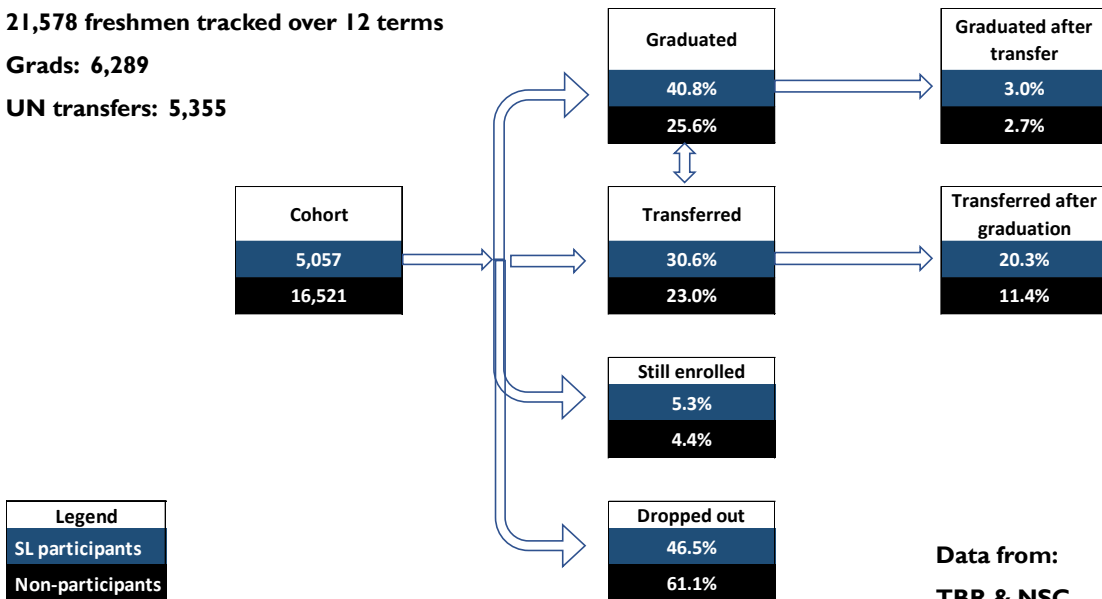 21,578 freshmen tracked over 12 terms
Grads: 6,289
UN transfers: 5,355
Graduated
40.8%
25.6%
Graduated after
transfer
3.0%
2.7%
Cohort
5,057
16,521
Transferred
30.6%
23.0%
Transferred after
graduation
20.3%
11.4%
Still enrolled
5.3%
4.4%
Legend
SL participants
Non-participants
Dropped out
46.5%
61.1%
Data from:
TBR & NSC